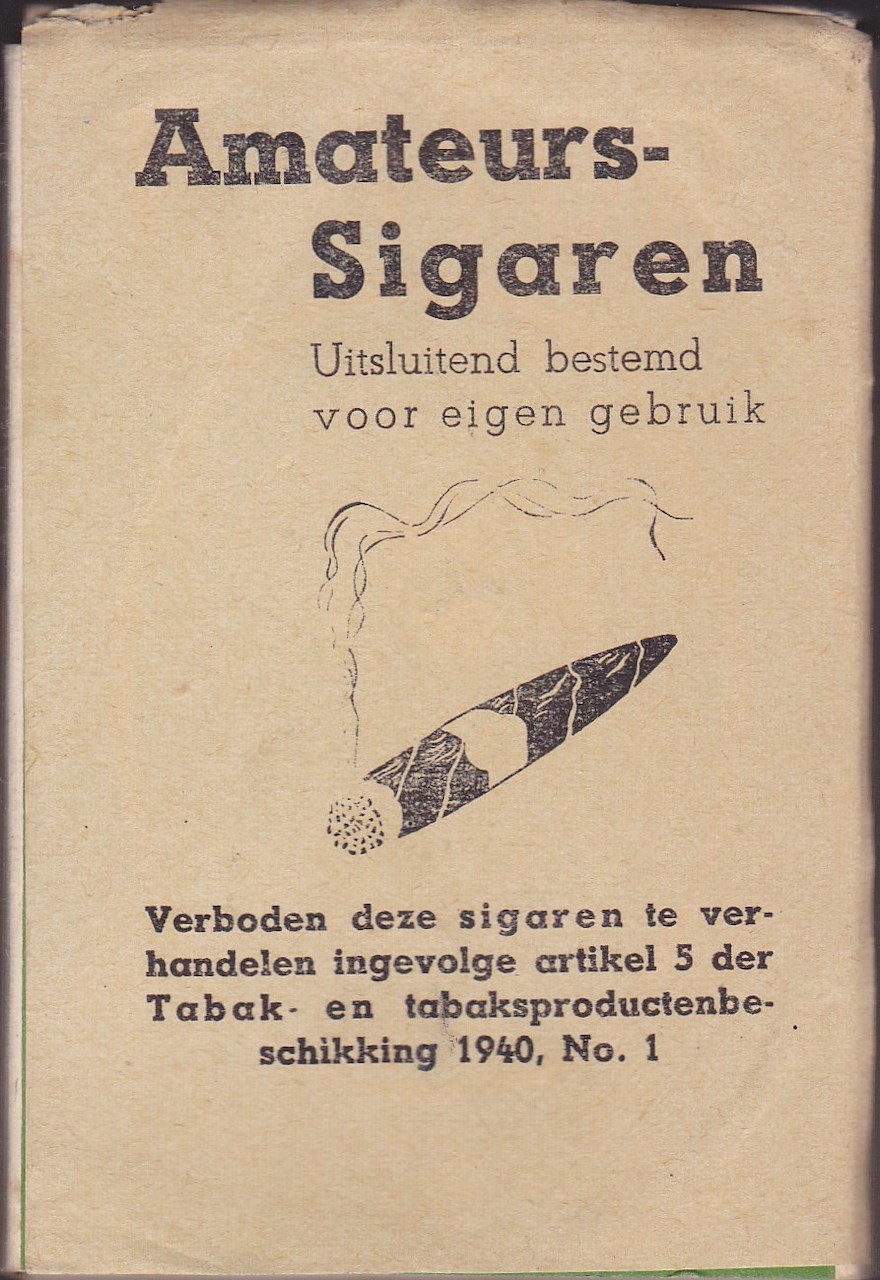 Amateurs-
Sigaren
Uitsluitend bestemd
voor eigen gebruik
Verboden deze sigaren te ver-
handelen ingevolge artikel 5 der
Tabak- en tabaksproductenbe-
schikking 1940, No. 1